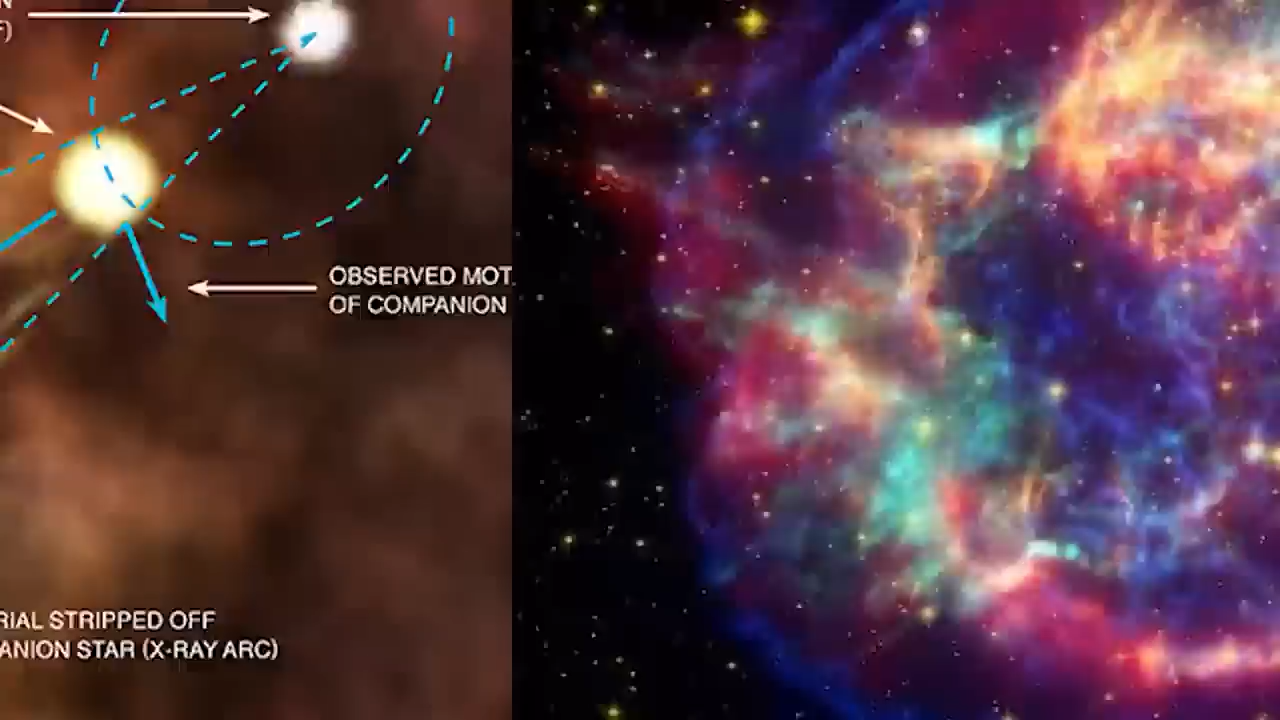 OBSERVED MOT
OF COMPANION
RIAL STRIPPED OFF
ANION STAR (X-RAY ARC)